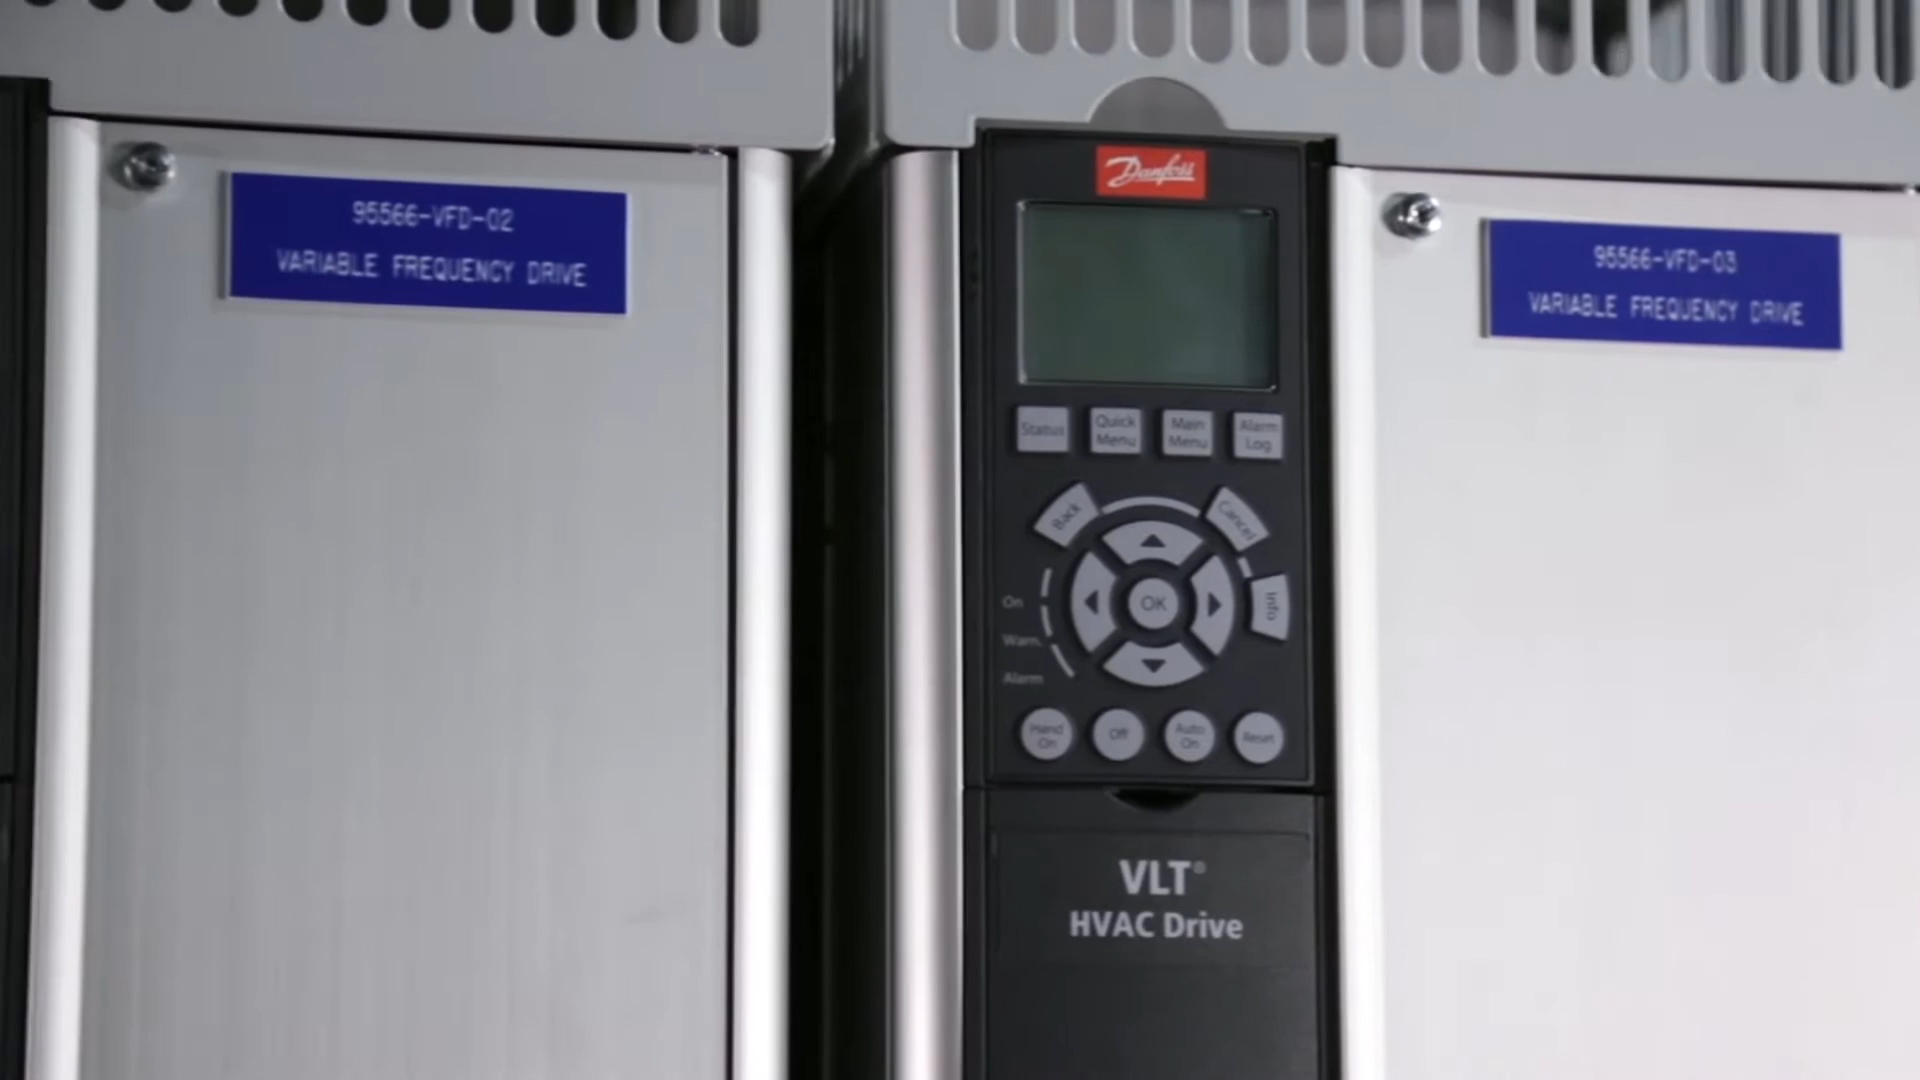 95566-VFD-02
VARIABLE FREQUENCY DRIVE
Danfoss
Status
Quick
Menu
Main
Menu
Alarm
Log
Back
Cancel
OK
Info
On
Warn.
Alarm
Hand
On
Off
Auto
On
Reset
VLT®
HVAC Drive
95566-VFD-03
VARIABLE FREQUENCY DRIVE